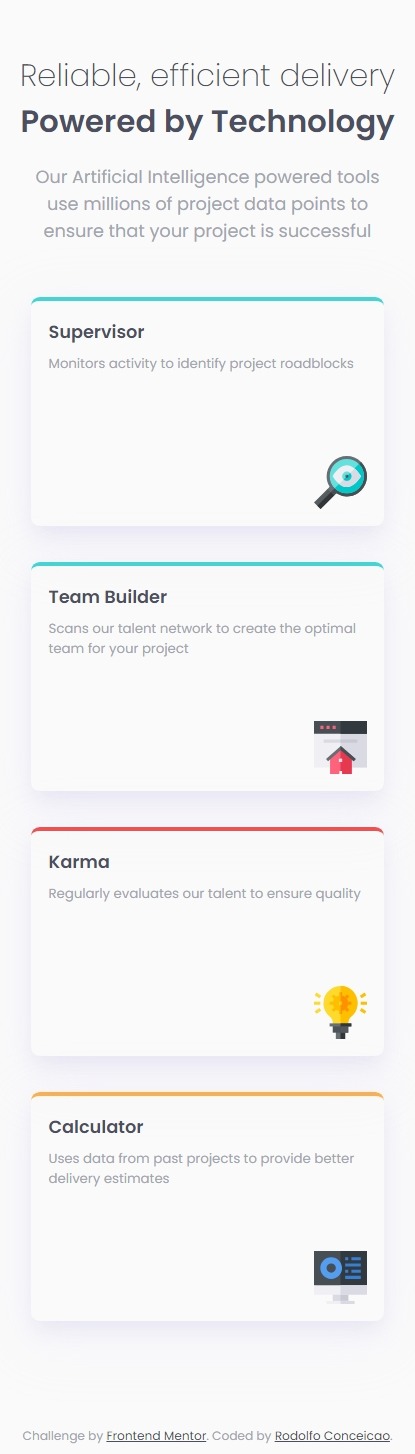 Reliable, efficient delivery
Powered by Technology
Our Artificial Intelligence powered tools
use millions of project data points to
ensure that your project is successful
Supervisor
Monitors activity to identify project roadblocks
Team Builder
Scans our talent network to create the optimal
team for your project
Karma
Regularly evaluates our talent to ensure quality
Calculator
Uses data from past projects to provide better
delivery estimates
Challenge by Frontend Mentor. Coded by Rodolfo Conceicao.